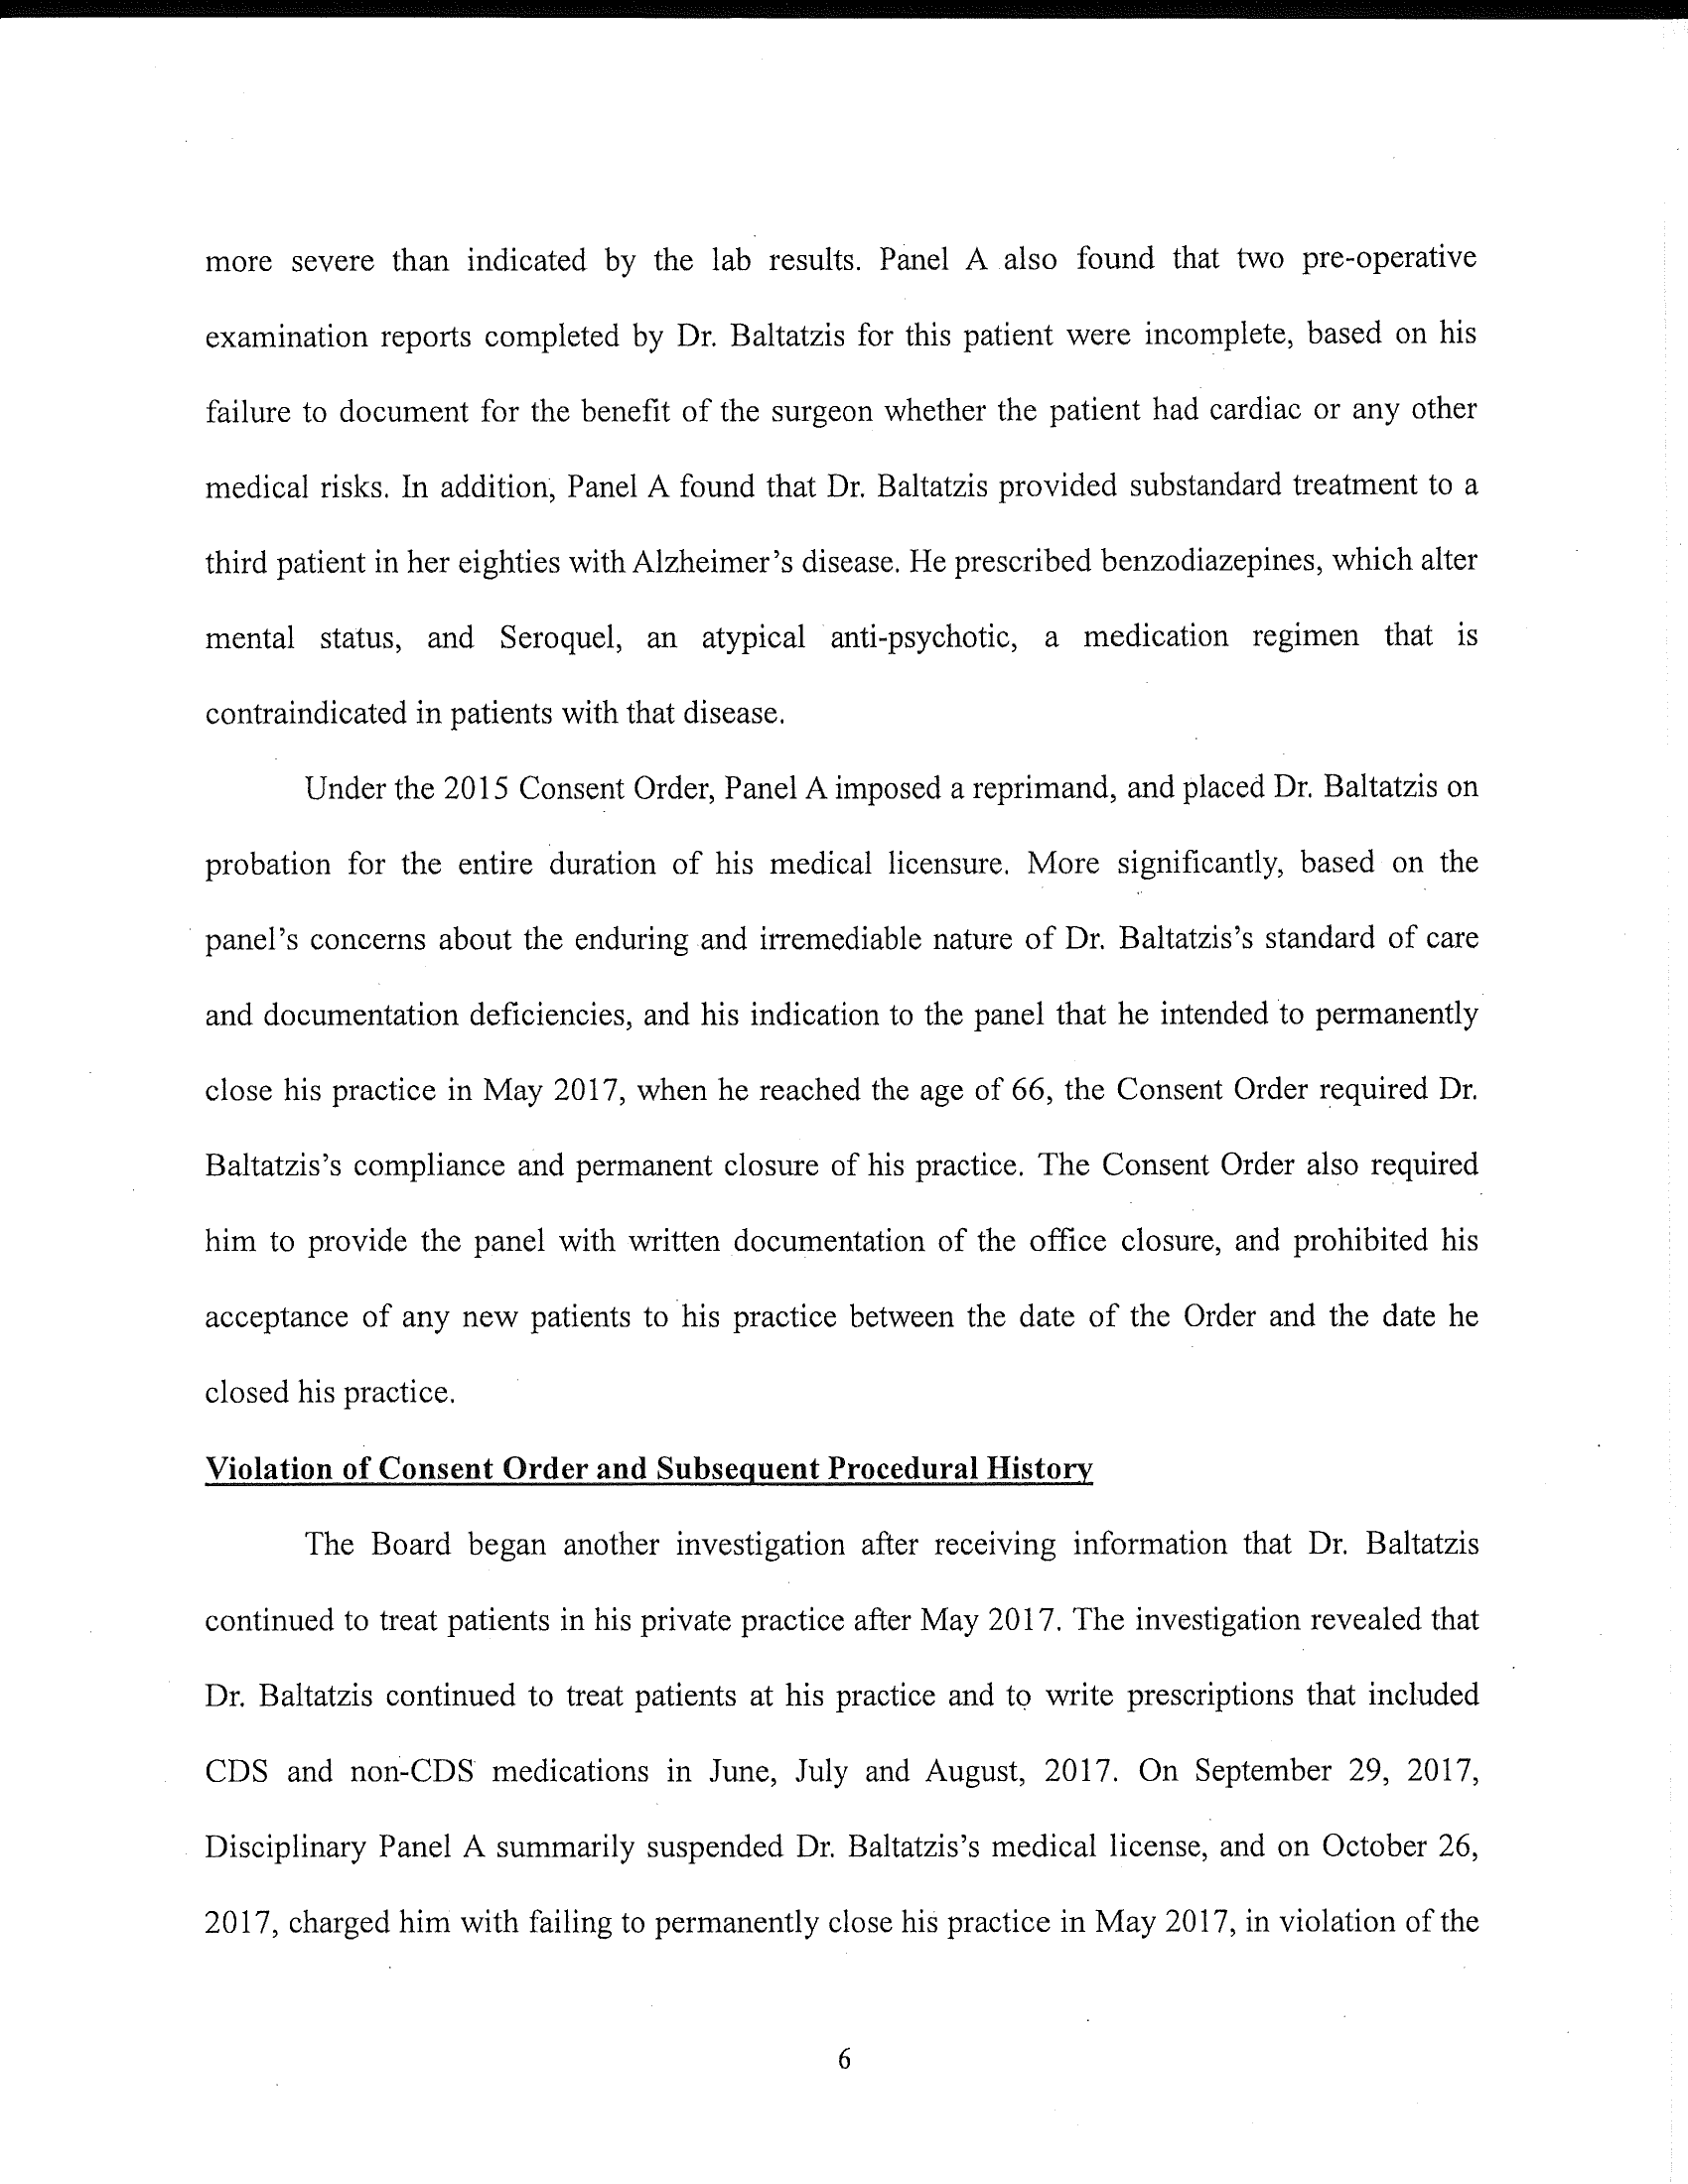 more severe than indicated by the lab results. Panel A also found that two pre-operative
examination reports completed by Dr. Baltatzis for this patient were incomplete, based on his
failure to document for the benefit of the surgeon whether the patient had cardiac or any other
medical risks. In addition, Panel A found that Dr. Baltatzis provided substandard treatment to a
third patient in her eighties with Alzheimer's disease. He prescribed benzodiazepines, which alter
mental status, and Seroquel, an atypical anti-psychotic, a medication regimen that is
contraindicated in patients with that disease.
Under the 2015 Consent Order, Panel A imposed a reprimand, and placed Dr. Baltatzis on
probation for the entire duration of his medical licensure. More significantly, based on the
panel's concerns about the enduring and irremediable nature of Dr. Baltatzis's standard of care
and documentation deficiencies, and his indication to the panel that he intended to permanently
close his practice in May 2017, when he reached the age of 66, the Consent Order required Dr.
Baltatzis's compliance and permanent closure of his practice. The Consent Order also required
him to provide the panel with written documentation of the office closure, and prohibited his
acceptance of any new patients to his practice between the date of the Order and the date he
closed his practice.
Violation of Consent Order and Subsequent Procedural History
The Board began another investigation after receiving information that Dr. Baltatzis
continued to treat patients in his private practice after May 2017. The investigation revealed that
Dr. Baltatzis continued to treat patients at his practice and to write prescriptions that included
CDS and non-CDS medications in June, July and August, 2017. On September 29, 2017,
Disciplinary Panel A summarily suspended Dr. Baltatzis's medical license, and on October 26,
2017, charged him with failing to permanently close his practice in May 2017, in violation of the
6